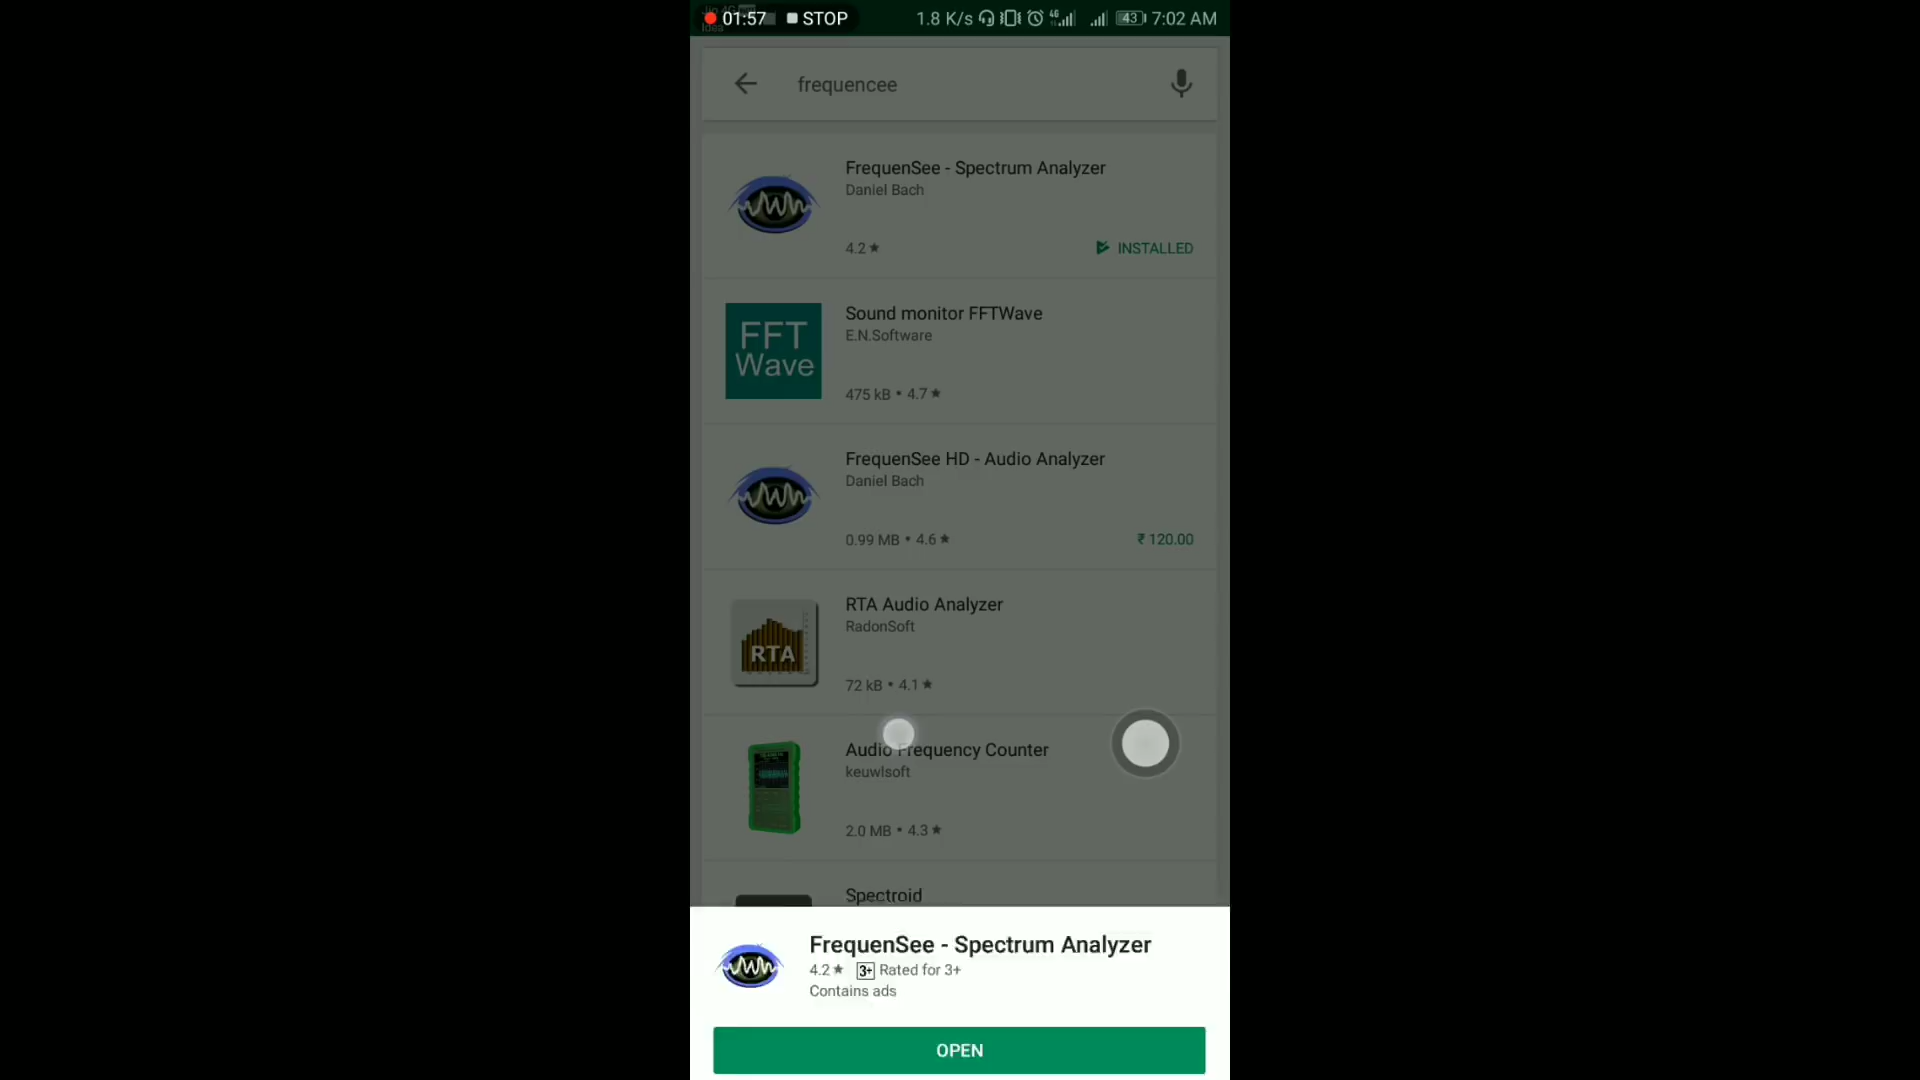 01:57 STOP 1.8 K/s 4G 43 7:02 AM
Idea
frequencee
FrequenSee - Spectrum Analyzer
Daniel Bach
4.2★ INSTALLED
FFT
Wave
Sound monitor FFTWave
E.N.Software
475 kB • 4.7★
FrequenSee HD - Audio Analyzer
Daniel Bach
0.99 MB • 4.6★ ₹ 120.00
RTA
RTA Audio Analyzer
RadonSoft
72 kB • 4.1★
Audio Frequency Counter
keuwlsoft
2.0 MB • 4.3★
Spectroid
FrequenSee - Spectrum Analyzer
4.2★ 3+ Rated for 3+
Contains ads
OPEN